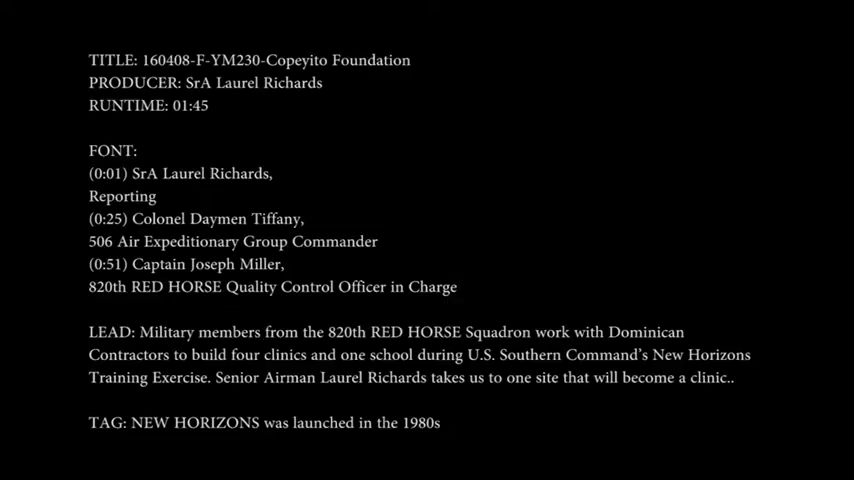 TITLE: 160408-F-YM230-Copeyito Foundation
PRODUCER: SrA Laurel Richards
RUNTIME: 01:45
FONT:
(0:01) SrA Laurel Richards,
Reporting
(0:25) Colonel Daymen Tiffany,
506 Air Expeditionary Group Commander
(0:51) Captain Joseph Miller,
820th RED HORSE Quality Control Officer in Charge
LEAD: Military members from the 820th RED HORSE Squadron work with Dominican
Contractors to build four clinics and one school during U.S. Southern Command's New Horizons
Training Exercise. Senior Airman Laurel Richards takes us to one site that will become a clinic..
TAG: NEW HORIZONS was launched in the 1980s